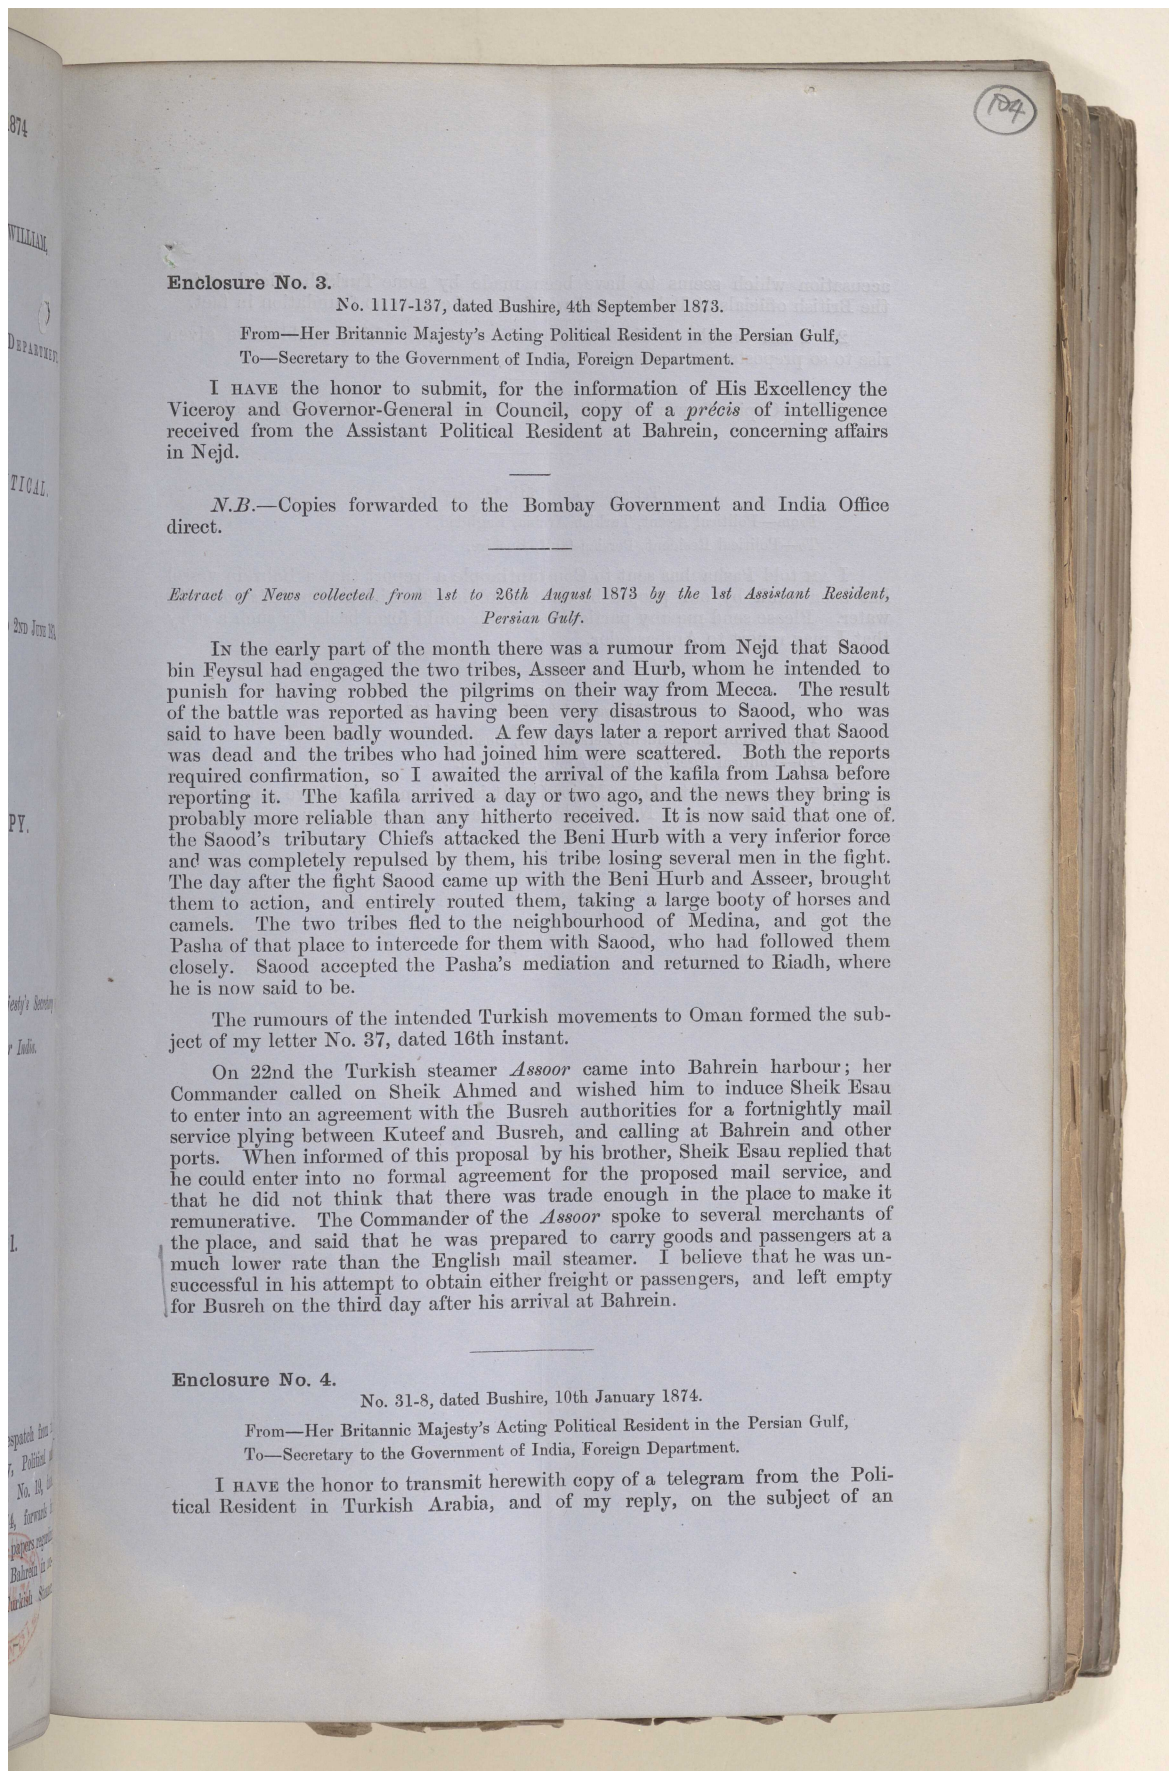 104
Enclosure No. 3.
No. 1117-137, dated Bushire, 4th September 1873.
From—Her Britannic Majesty's Acting Political Resident in the Persian Gulf,
To—Secretary to the Government of India, Foreign Department.
I HAVE the honor to submit, for the information of His Excellency the
Viceroy and Governor-General in Council, copy of a précis of intelligence
received from the Assistant Political Resident at Bahrein, concerning affairs
in Nejd.
N.B.—Copies forwarded to the Bombay Government and India Office
direct.
Extract of News collected from 1st to 26th August 1873 by the 1st Assistant Resident,
Persian Gulf.
IN the early part of the month there was a rumour from Nejd that Saood
bin Feysul had engaged the two tribes, Asseer and Hurb, whom he intended to
punish for having robbed the pilgrims on their way from Mecca. The result
of the battle was reported as having been very disastrous to Saood, who was
said to have been badly wounded. A few days later a report arrived that Saood
was dead and the tribes who had joined him were scattered. Both the reports
required confirmation, so I awaited the arrival of the kafila from Lahsa before
reporting it. The kafila arrived a day or two ago, and the news they bring is
probably more reliable than any hitherto received. It is now said that one of
the Saood's tributary Chiefs attacked the Beni Hurb with a very inferior force
and was completely repulsed by them, his tribe losing several men in the fight.
The day after the fight Saood came up with the Beni Hurb and Asseer, brought
them to action, and entirely routed them, taking a large booty of horses and
camels. The two tribes fled to the neighbourhood of Medina, and got the
Pasha of that place to intercede for them with Saood, who had followed them
closely. Saood accepted the Pasha's mediation and returned to Riadh, where
he is now said to be.
The rumours of the intended Turkish movements to Oman formed the sub-
ject of my letter No. 37, dated 16th instant.
On 22nd the Turkish steamer Assoor came into Bahrein harbour; her
Commander called on Sheik Ahmed and wished him to induce Sheik Esau
to enter into an agreement with the Busreh authorities for a fortnightly mail
service plying between Kuteef and Busreh, and calling at Bahrein and other
ports. When informed of this proposal by his brother, Sheik Esau replied that
he could enter into no formal agreement for the proposed mail service, and
that he did not think that there was trade enough in the place to make it
remunerative. The Commander of the Assoor spoke to several merchants of
the place, and said that he was prepared to carry goods and passengers at a
much lower rate than the English mail steamer. I believe that he was un-
successful in his attempt to obtain either freight or passengers, and left empty
for Busreh on the third day after his arrival at Bahrein.
Enclosure No. 4.
No. 31-8, dated Bushire, 10th January 1874.
From—Her Britannic Majesty's Acting Political Resident in the Persian Gulf,
To—Secretary to the Government of India, Foreign Department.
I HAVE the honor to transmit herewith copy of a telegram from the Poli-
tical Resident in Turkish Arabia, and of my reply, on the subject of an